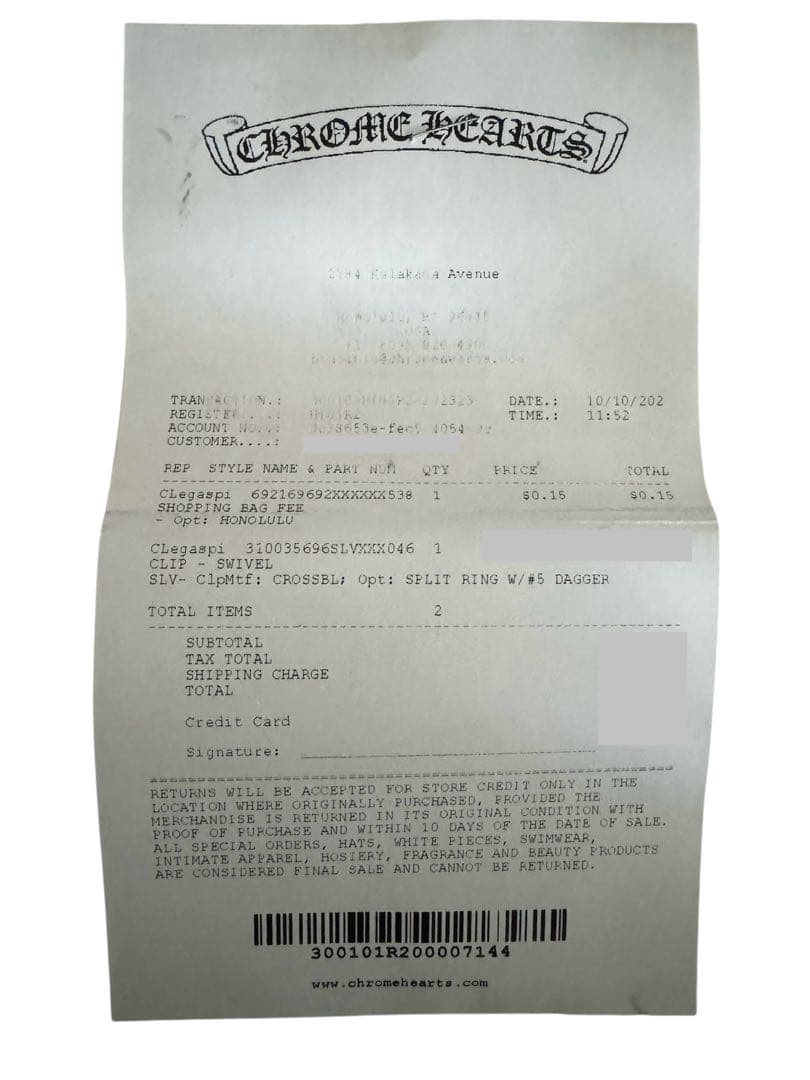 CHROME HEARTS
Avenue
USA
DATE.: 10/10/202
TIME.: 11:52
ACCOUNT
CUSTOMER....:
REP STYLE NAME & PART NUM QTY PRICE TOTAL
CLegaspi 692169692XXXXXX538 1 $0.15 $0.15
SHOPPING BAG FEE
- Opt: HONOLULU
CLegaspi 310035696SLVXXX046 1
CLIP - SWIVEL
SLV- ClpMtf: CROSSBL; Opt: SPLIT RING W/#5 DAGGER
TOTAL ITEMS 2
SUBTOTAL
TAX TOTAL
SHIPPING CHARGE
TOTAL
Credit Card
Signature:
RETURNS WILL BE ACCEPTED FOR STORE CREDIT ONLY IN THE
LOCATION WHERE ORIGINALLY PURCHASED, PROVIDED THE
MERCHANDISE IS RETURNED IN ITS ORIGINAL CONDITION WITH
PROOF OF PURCHASE AND WITHIN 10 DAYS OF THE DATE OF SALE.
ALL SPECIAL ORDERS, HATS, WHITE PIECES, SWIMWEAR,
INTIMATE APPAREL, HOSIERY, FRAGRANCE AND BEAUTY PRODUCTS
ARE CONSIDERED FINAL SALE AND CANNOT BE RETURNED.
300101R200007144
www.chromehearts.com